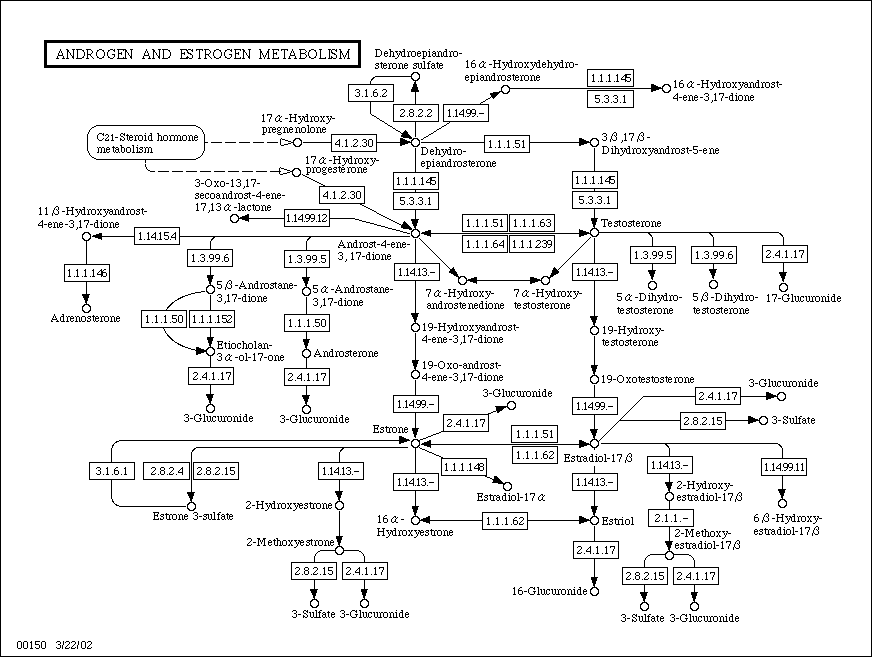 ANDROGEN AND ESTROGEN METABOLISM
Dehydroepiandro-
sterone sulfate
16α-Hydroxydehydro-
epiandrosterone
1.1.1.145
5.3.3.1
16α-Hydroxyandrost-
4-ene-3,17-dione
3.1.6.2
2.8.2.2
1.14.99.-
17α-Hydroxy-
pregnenolone
C21-Steroid hormone
metabolism
4.1.2.30
Dehydro-
epiandrosterone
1.1.1.51
3β,17β-
Dihydroxyandrost-5-ene
17α-Hydroxy-
progesterone
4.1.2.30
1.1.1.145
5.3.3.1
1.1.1.145
5.3.3.1
3-Oxo-13,17-
secoandrost-4-ene-
17,13α-lactone
1.14.99.12
11β-Hydroxyandrost-
4-ene-3,17-dione
1.14.15.4
Androst-4-ene-
3,17-dione
1.1.1.51
1.1.1.63
1.1.1.64
1.1.1.239
Testosterone
1.1.1.146
Adrenosterone
1.3.99.6
5β-Androstane-
3,17-dione
1.3.99.5
5α-Androstane-
3,17-dione
1.14.13.-
7α-Hydroxy-
androstenedione
7α-Hydroxy-
testosterone
1.14.13.-
1.3.99.5
5α-Dihydro-
testosterone
1.3.99.6
5β-Dihydro-
testosterone
2.4.1.17
17-Glucuronide
1.1.1.50
1.1.1.152
1.1.1.50
19-Hydroxyandrost-
4-ene-3,17-dione
19-Hydroxy-
testosterone
Etiocholan-
3α-ol-17-one
Androsterone
2.4.1.17
2.4.1.17
19-Oxo-androst-
4-ene-3,17-dione
19-Oxotestosterone
3-Glucuronide
3-Glucuronide
1.14.99.-
3-Glucuronide
2.4.1.17
1.14.99.-
2.4.1.17
3-Glucuronide
2.8.2.15
3-Sulfate
Estrone
1.1.1.51
1.1.1.62
Estradiol-17β
3.1.6.1
2.8.2.4
2.8.2.15
Estrone 3-sulfate
1.14.13.-
2-Hydroxyestrone
1.14.13.-
1.1.1.148
Estradiol-17α
1.14.13.-
1.14.13.-
2-Hydroxy-
estradiol-17β
1.14.99.11
6β-Hydroxy-
estradiol-17β
16α-
Hydroxyestrone
1.1.1.62
Estriol
2.1.1.-
2-Methoxy-
estradiol-17β
2-Methoxyestrone
2.8.2.15
2.4.1.17
3-Sulfate
3-Glucuronide
2.4.1.17
16-Glucuronide
2.8.2.15
2.4.1.17
3-Sulfate
3-Glucuronide
00150 3/22/02